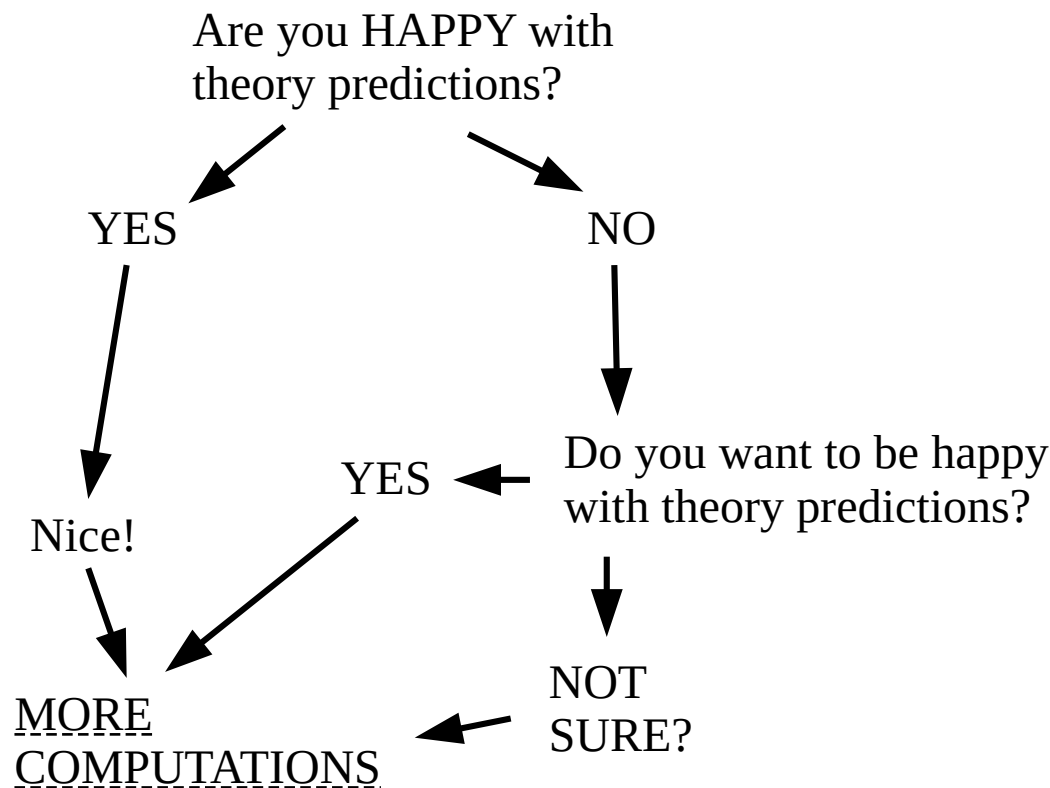 Are you HAPPY with
theory predictions?
YES
NO
Do you want to be happy
with theory predictions?
YES
Nice!
NOT
SURE?
MORE
COMPUTATIONS